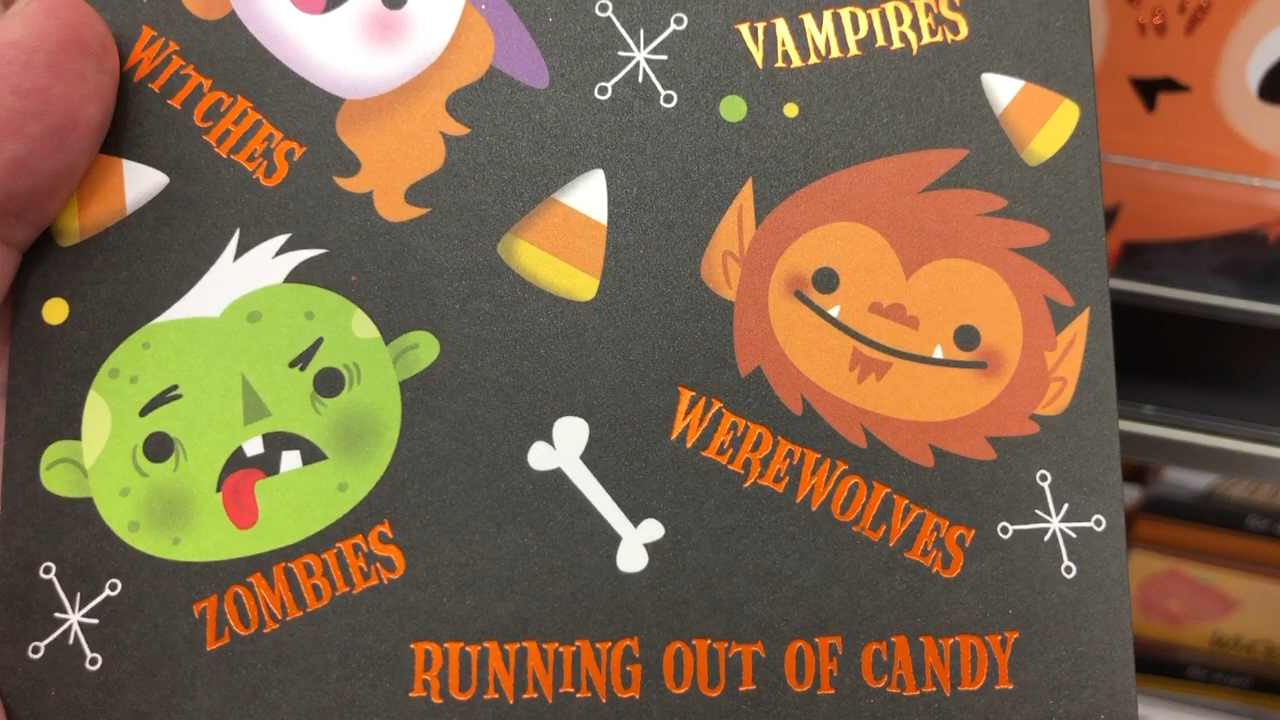 WITCHES
VAMPIRES
WEREWOLVES
ZOMBIES
RUNNING OUT OF CANDY